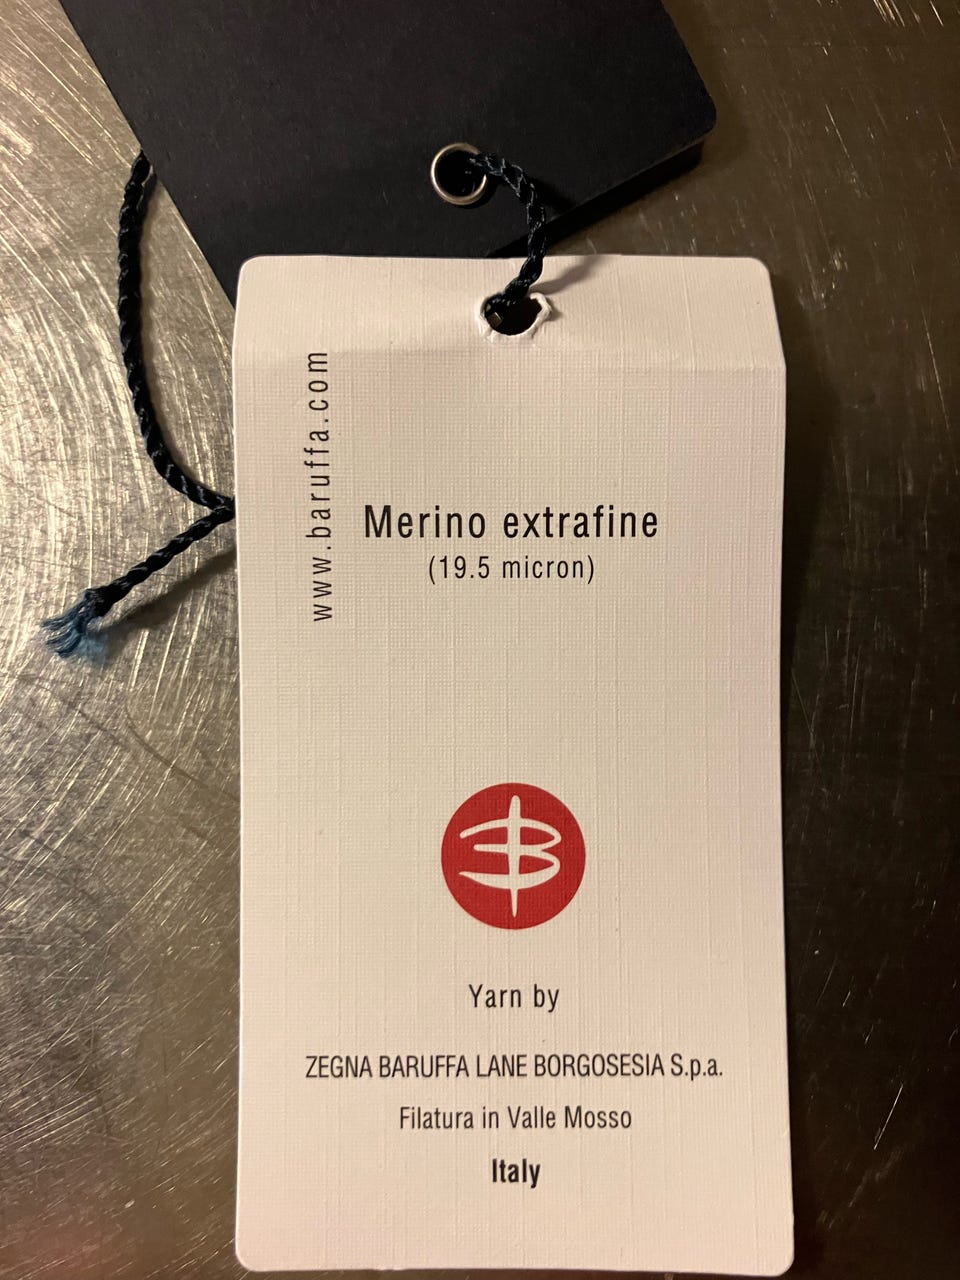 www.baruffa.com
Merino extrafine
(19.5 micron)
Yarn by
ZEGNA BARUFFA LANE BORGOSESIA S.p.a.
Filatura in Valle Mosso
Italy